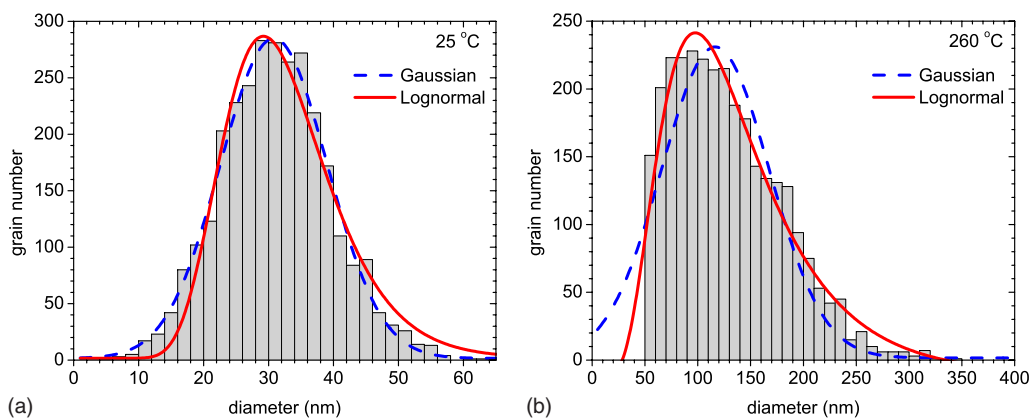 300
250
200
150
100
50
0
grain number
25 °C
Gaussian
Lognormal
0 10 20 30 40 50 60
diameter (nm)
(a)
250
200
150
100
50
0
grain number
260 °C
Gaussian
Lognormal
0 50 100 150 200 250 300 350 400
diameter (nm)
(b)